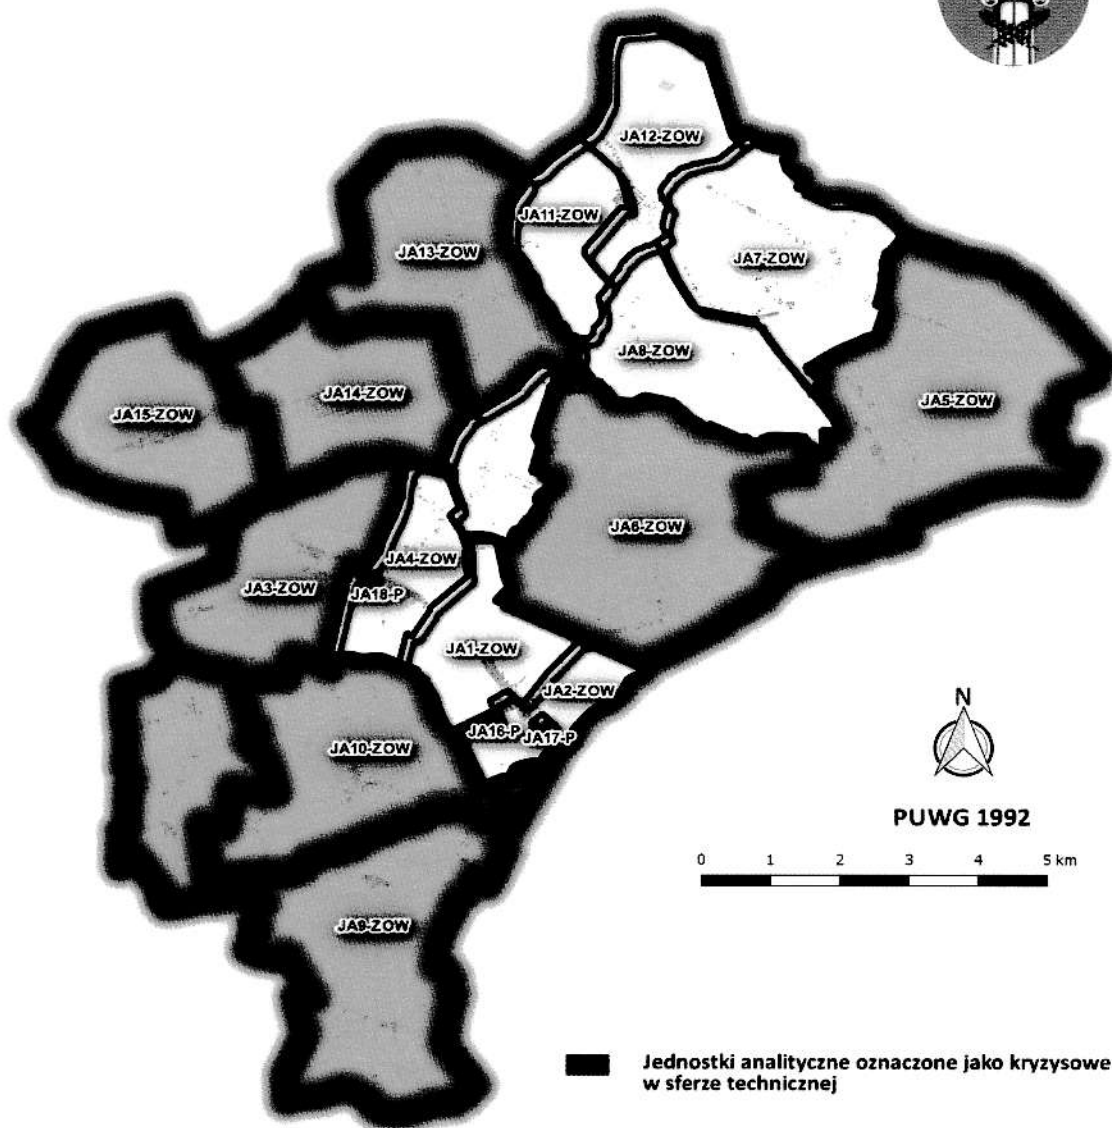 JA12-ZOW
JA11-ZOW
JA13-ZOW
JA7-ZOW
JA8-ZOW
JA14-ZOW
JA5-ZOW
JA15-ZOW
JA6-ZOW
JA4-ZOW
JA3-ZOW
JA18-P
JA1-ZOW
JA2-ZOW
JA16-P
JA17-P
JA10-ZOW
N
PUWG 1992
0 1 2 3 4 5 km
JA9-ZOW
Jednostki analityczne oznaczone jako kryzysowe
w sferze technicznej